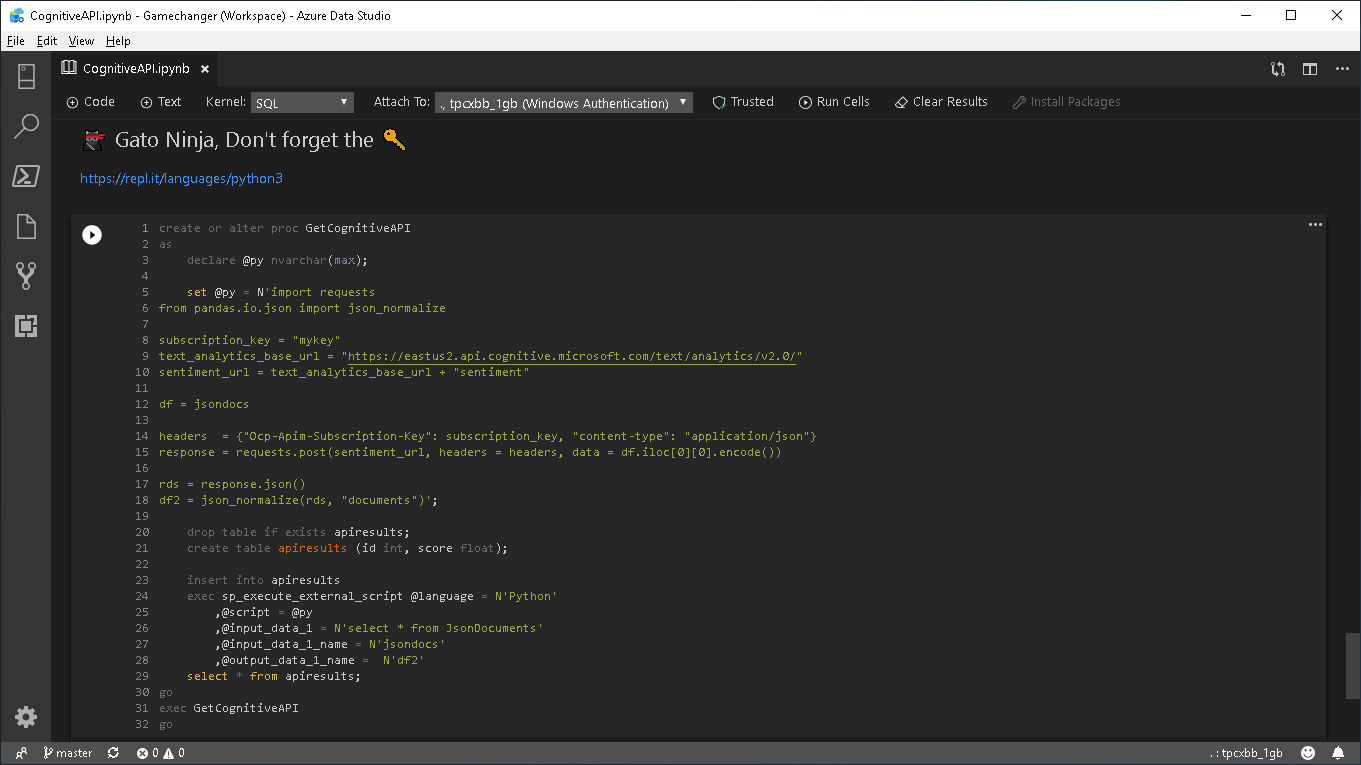 CognitiveAPI.ipynb - Gamechanger (Workspace) - Azure Data Studio
File Edit View Help
CognitiveAPI.ipynb
Code Text Kernel: SQL Attach To: ., tpcxbb_1gb (Windows Authentication) Trusted Run Cells Clear Results Install Packages
Gato Ninja, Don't forget the
https://repl.it/languages/python3
1 create or alter proc GetCognitiveAPI
2 as
3     declare @py nvarchar(max);
4
5     set @py = N'import requests
6 from pandas.io.json import json_normalize
7
8 subscription_key = "mykey"
9 text_analytics_base_url = "https://eastus2.api.cognitive.microsoft.com/text/analytics/v2.0/"
10 sentiment_url = text_analytics_base_url + "sentiment"
11
12 df = jsondocs
13
14 headers  = {"Ocp-Apim-Subscription-Key": subscription_key, "content-type": "application/json"}
15 response = requests.post(sentiment_url, headers = headers, data = df.iloc[0][0].encode())
16
17 rds = response.json()
18 df2 = json_normalize(rds, "documents")';
19
20     drop table if exists apiresults;
21     create table apiresults (id int, score float);
22
23     insert into apiresults
24     exec sp_execute_external_script @language = N'Python'
25         ,@script = @py
26         ,@input_data_1 = N'select * from JsonDocuments'
27         ,@input_data_1_name = N'jsondocs'
28         ,@output_data_1_name =  N'df2'
29     select * from apiresults;
30 go
31 exec GetCognitiveAPI
32 go
master 0 0 . : tpcxbb_1gb